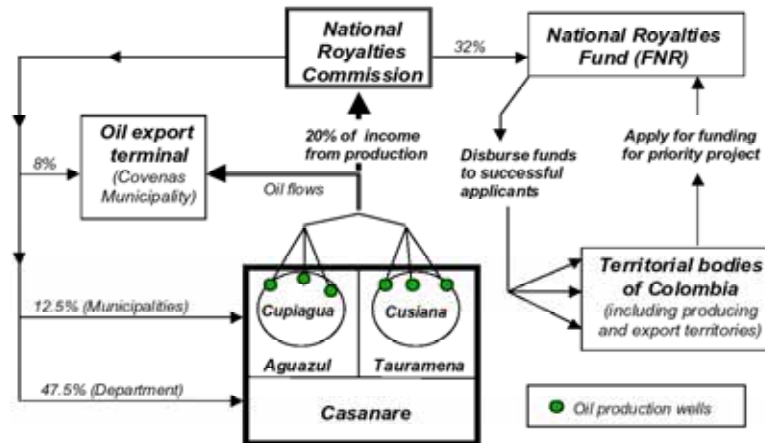 National
Royalties
Commission
32%
National Royalties
Fund (FNR)
Oil export
terminal
(Covenas
Municipality)
8%
20% of income
from production
Oil flows
Disburse funds
to successful
applicants
Apply for funding
for priority project
Territorial bodies
of Colombia
(including producing
and export territories)
12.5% (Municipalities)
Cupiagua
Cusiana
Aguazul
Tauramena
47.5% (Department)
Casanare
Oil production wells